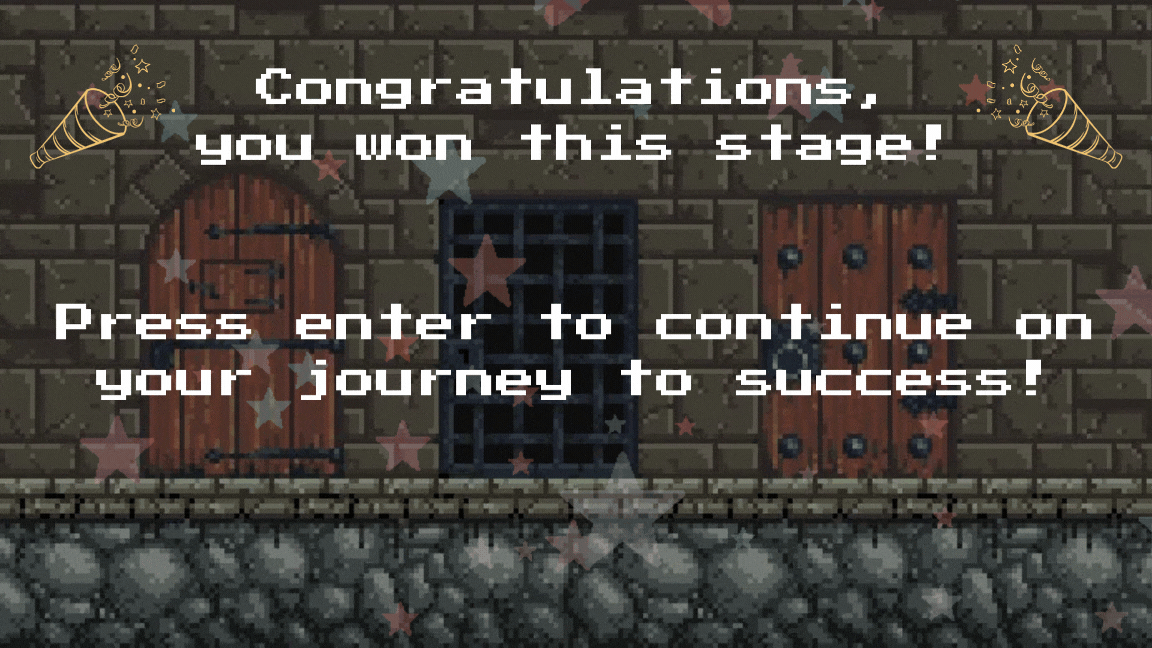 Congratulations,
you won this stage!
Press enter to continue on
your journey to success!